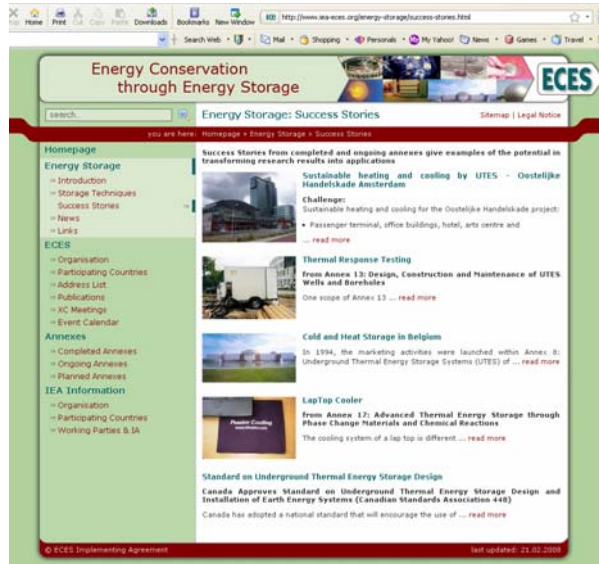 Home Print Downloads Bookmarks New Window http://www.iea-eces.org/energy-storage/success-stories.html
Search Web Mail Shopping Personals My Yahoo! News Games Travel
Energy Conservation
through Energy Storage
ECES
search...
Energy Storage: Success Stories
Sitemap | Legal Notice
you are here: Homepage » Energy Storage » Success Stories
Homepage
Energy Storage
Introduction
Storage Techniques
Success Stories
News
Links
ECES
Organisation
Participating Countries
Address List
Publications
XC Meetings
Event Calendar
Annexes
Completed Annexes
Ongoing Annexes
Planned Annexes
IEA Information
Organisation
Participating Countries
Working Parties & IA
Success Stories from completed and ongoing annexes give examples of the potential in
transforming research results into applications
Sustainable heating and cooling by UTES - Oostelijke
Handelskade Amsterdam
Challenge:
Sustainable heating and cooling for the Oostelijke Handelskade project:
• Passenger terminal, office buildings, hotel, arts centre and
... read more
Thermal Response Testing
from Annex 13: Design, Construction and Maintenance of UTES
Wells and Boreholes
One scope of Annex 13 ... read more
Cold and Heat Storage in Belgium
In 1994, the marketing activities were launched within Annex 8:
Underground Thermal Energy Storage Systems (UTES) of ... read more
LapTop Cooler
from Annex 17: Advanced Thermal Energy Storage through
Phase Change Materials and Chemical Reactions
The cooling system of a lap top is different ... read more
Standard on Underground Thermal Energy Storage Design
Canada Approves Standard on Underground Thermal Energy Storage Design and
Installation of Earth Energy Systems (Canadian Standards Association 448)
Canada has adopted a national standard that will encourage the use of ... read more
© ECES Implementing Agreement
last updated: 21.02.2008